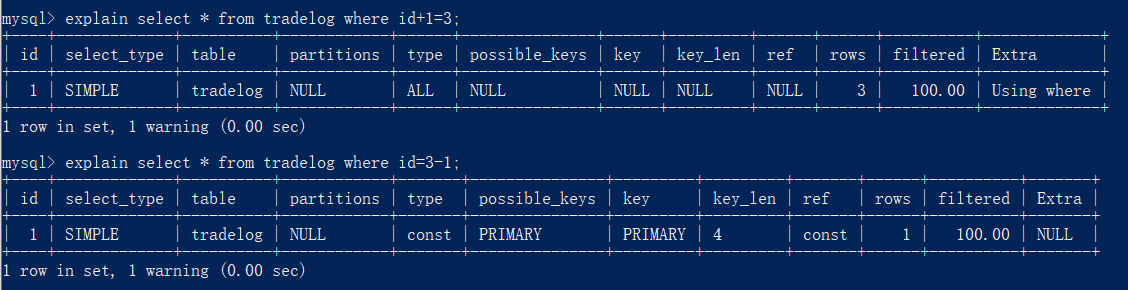 mysql> explain select * from tradelog where id+1=3;
+----+-------------+----------+------------+------+---------------+------+---------+------+------+----------+-------------+
| id | select_type | table    | partitions | type | possible_keys | key  | key_len | ref  | rows | filtered | Extra       |
+----+-------------+----------+------------+------+---------------+------+---------+------+------+----------+-------------+
|  1 | SIMPLE      | tradelog | NULL       | ALL  | NULL          | NULL | NULL    | NULL |    3 |   100.00 | Using where |
+----+-------------+----------+------------+------+---------------+------+---------+------+------+----------+-------------+
1 row in set, 1 warning (0.00 sec)
mysql> explain select * from tradelog where id=3-1;
+----+-------------+----------+------------+-------+---------------+---------+---------+-------+------+----------+-------+
| id | select_type | table    | partitions | type  | possible_keys | key     | key_len | ref   | rows | filtered | Extra |
+----+-------------+----------+------------+-------+---------------+---------+---------+-------+------+----------+-------+
|  1 | SIMPLE      | tradelog | NULL       | const | PRIMARY       | PRIMARY | 4       | const |    1 |   100.00 | NULL  |
+----+-------------+----------+------------+-------+---------------+---------+---------+-------+------+----------+-------+
1 row in set, 1 warning (0.00 sec)